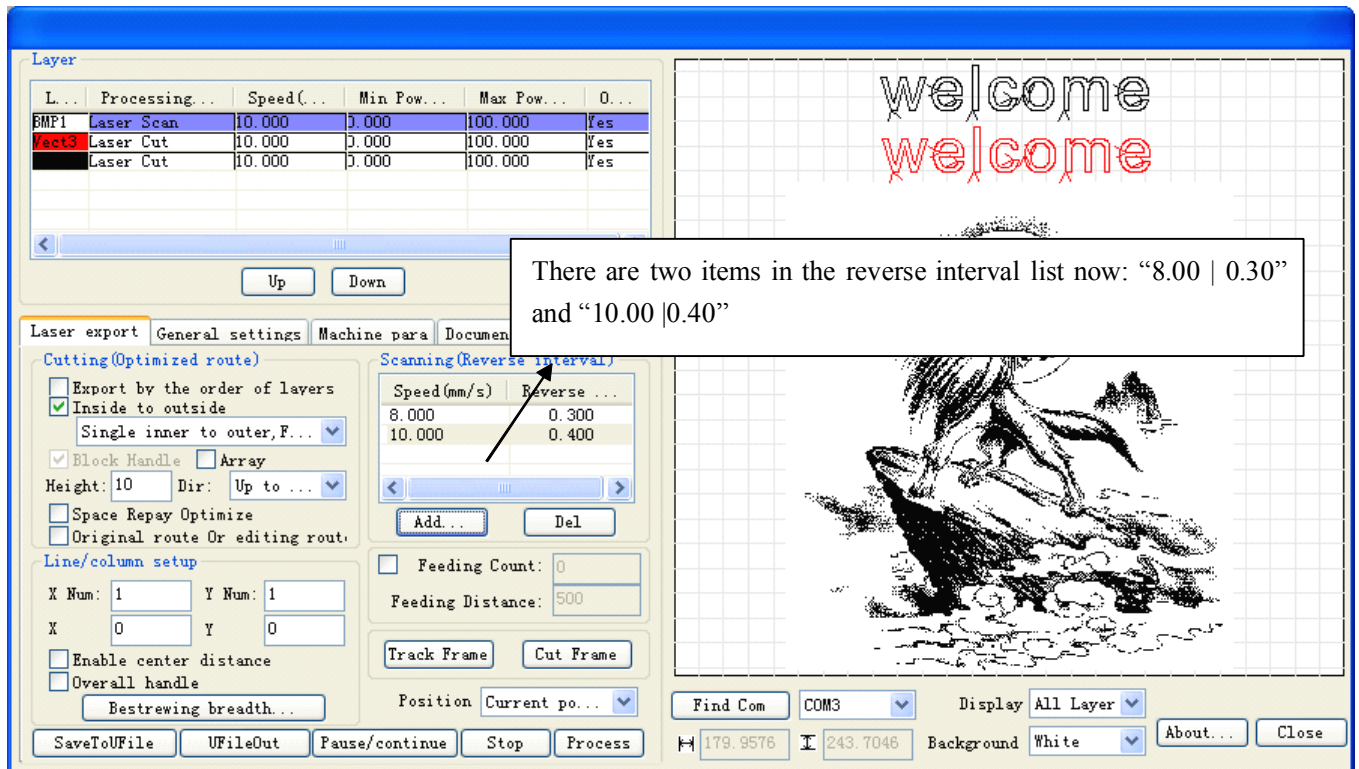 Layer
L... Processing... Speed(... Min Pow... Max Pow... O...
BMP1 Laser Scan 10.000 0.000 100.000 Yes
Vect3 Laser Cut 10.000 0.000 100.000 Yes
Laser Cut 10.000 0.000 100.000 Yes
Up Down
welcome
welcome
There are two items in the reverse interval list now: “8.00 | 0.30”
and “10.00 |0.40”
Laser export General settings Machine para Documen
Cutting(Optimized route)
Export by the order of layers
Inside to outside
Single inner to outer,F...
Block Handle Array
Height: 10 Dir: Up to ...
Space Repay Optimize
Original route Or editing rout
Scanning(Reverse interval)
Speed(mm/s) Reverse ...
8.000 0.300
10.000 0.400
Add... Del
Line/column setup
X Num: 1 Y Num: 1
X 0 Y 0
Enable center distance
Overall handle
Bestrewing breadth...
Feeding Count: 0
Feeding Distance: 500
Track Frame Cut Frame
Position Current po...
SaveToUFile UFileOut Pause/continue Stop Process
Find Com COM3 Display All Layer
179.9576 243.7046 Background White About... Close